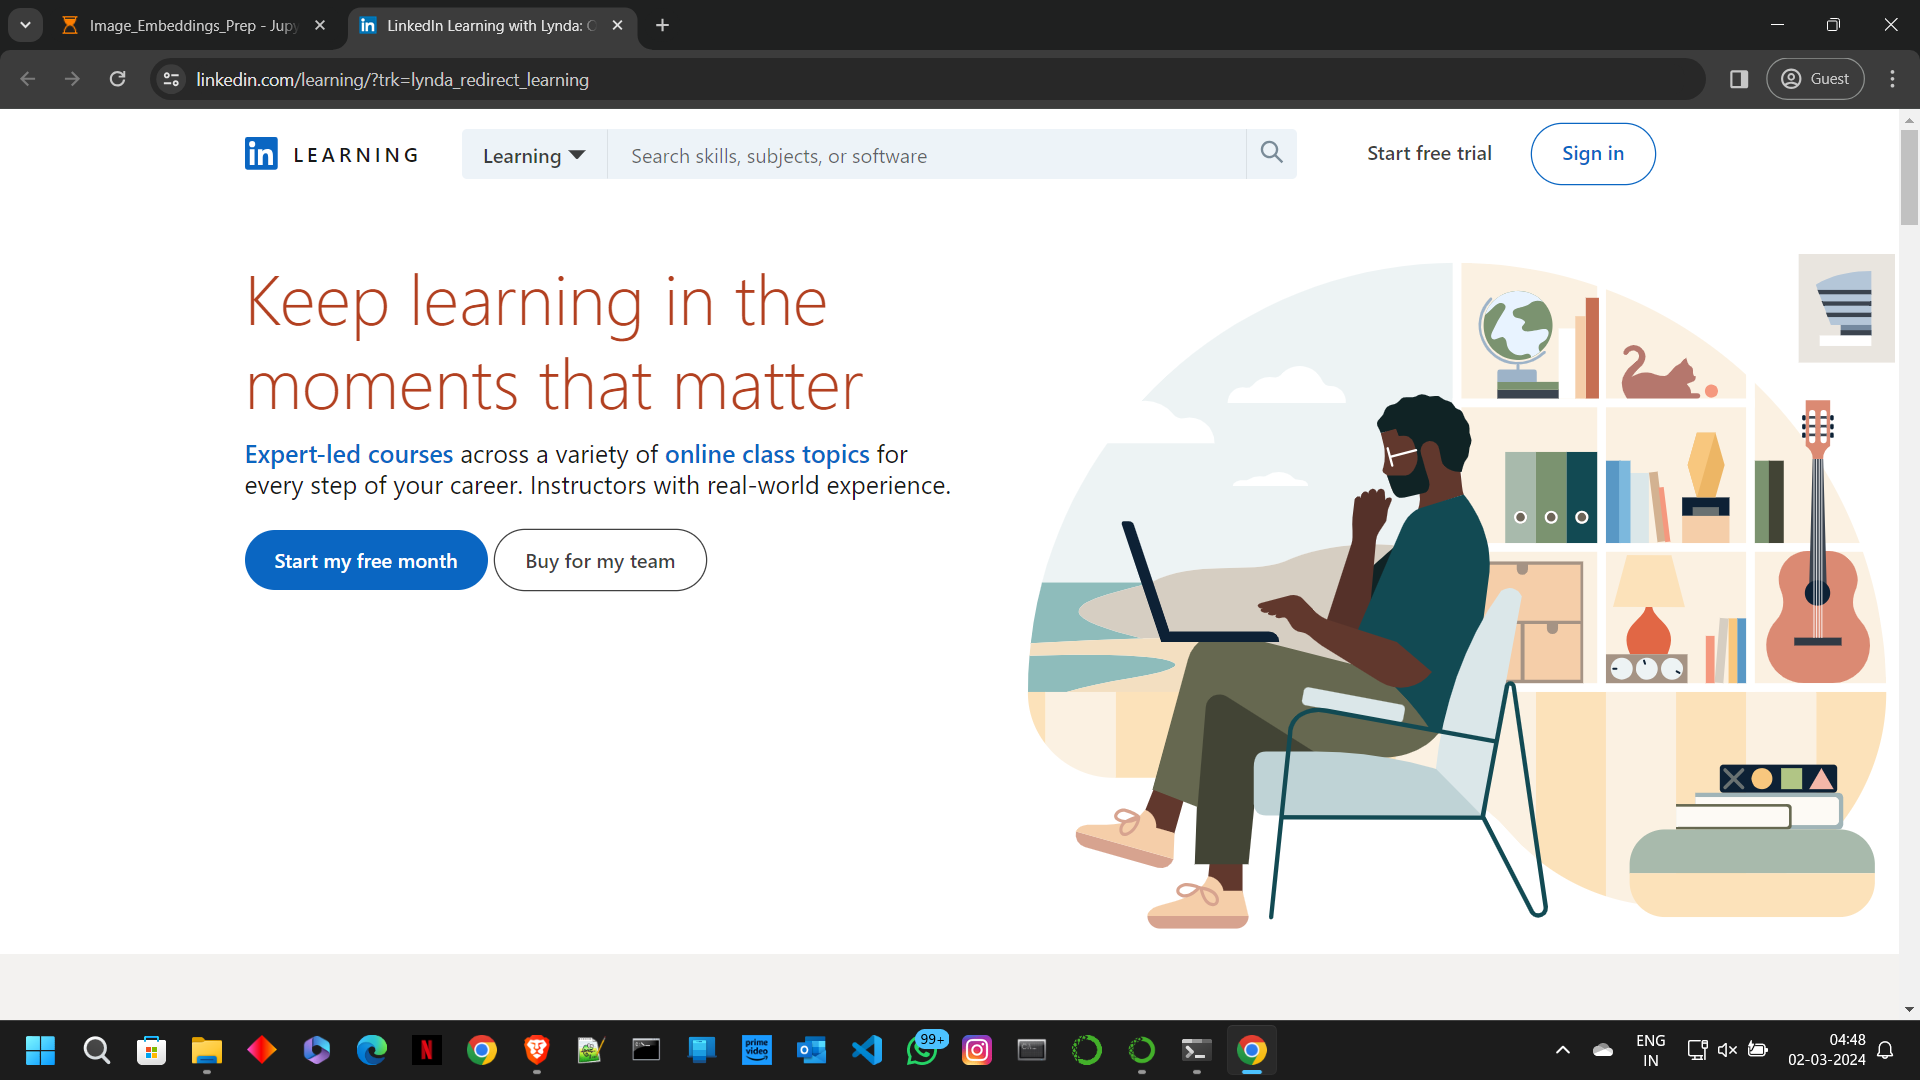 Image_Embeddings_Prep - Jupy
LinkedIn Learning with Lynda: O
linkedin.com/learning/?trk=lynda_redirect_learning
Guest
in LEARNING
Learning
Search skills, subjects, or software
Start free trial
Sign in
Keep learning in the
moments that matter
Expert-led courses across a variety of online class topics for
every step of your career. Instructors with real-world experience.
Start my free month
Buy for my team
prime
video
99+
ENG
IN
04:48
02-03-2024